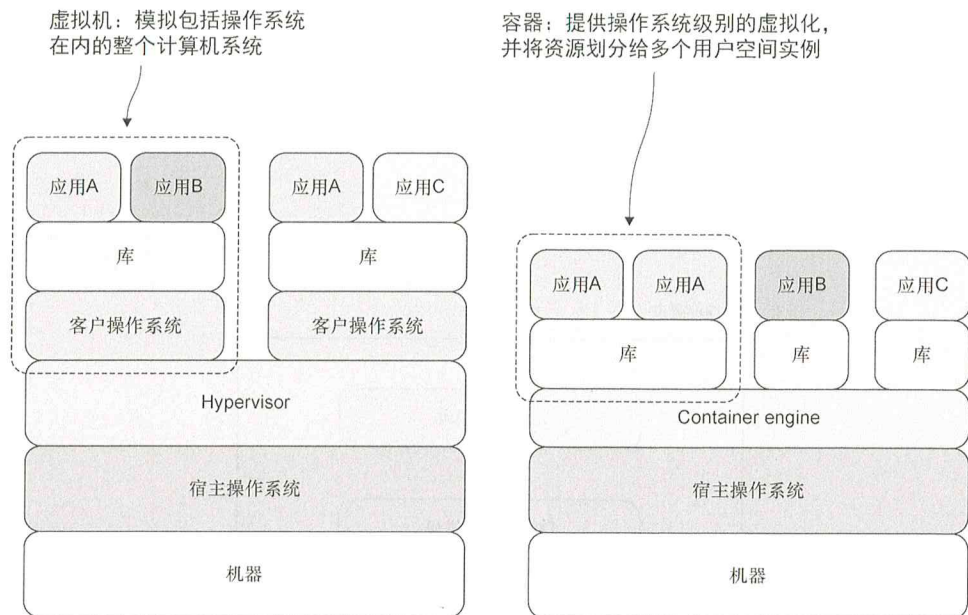 虚拟机：模拟包括操作系统
在内的整个计算机系统
应用A
应用B
应用A
应用C
库
库
客户操作系统
客户操作系统
Hypervisor
宿主操作系统
机器
容器：提供操作系统级别的虚拟化，
并将资源划分给多个用户空间实例
应用A
应用A
应用B
应用C
库
库
库
Container engine
宿主操作系统
机器